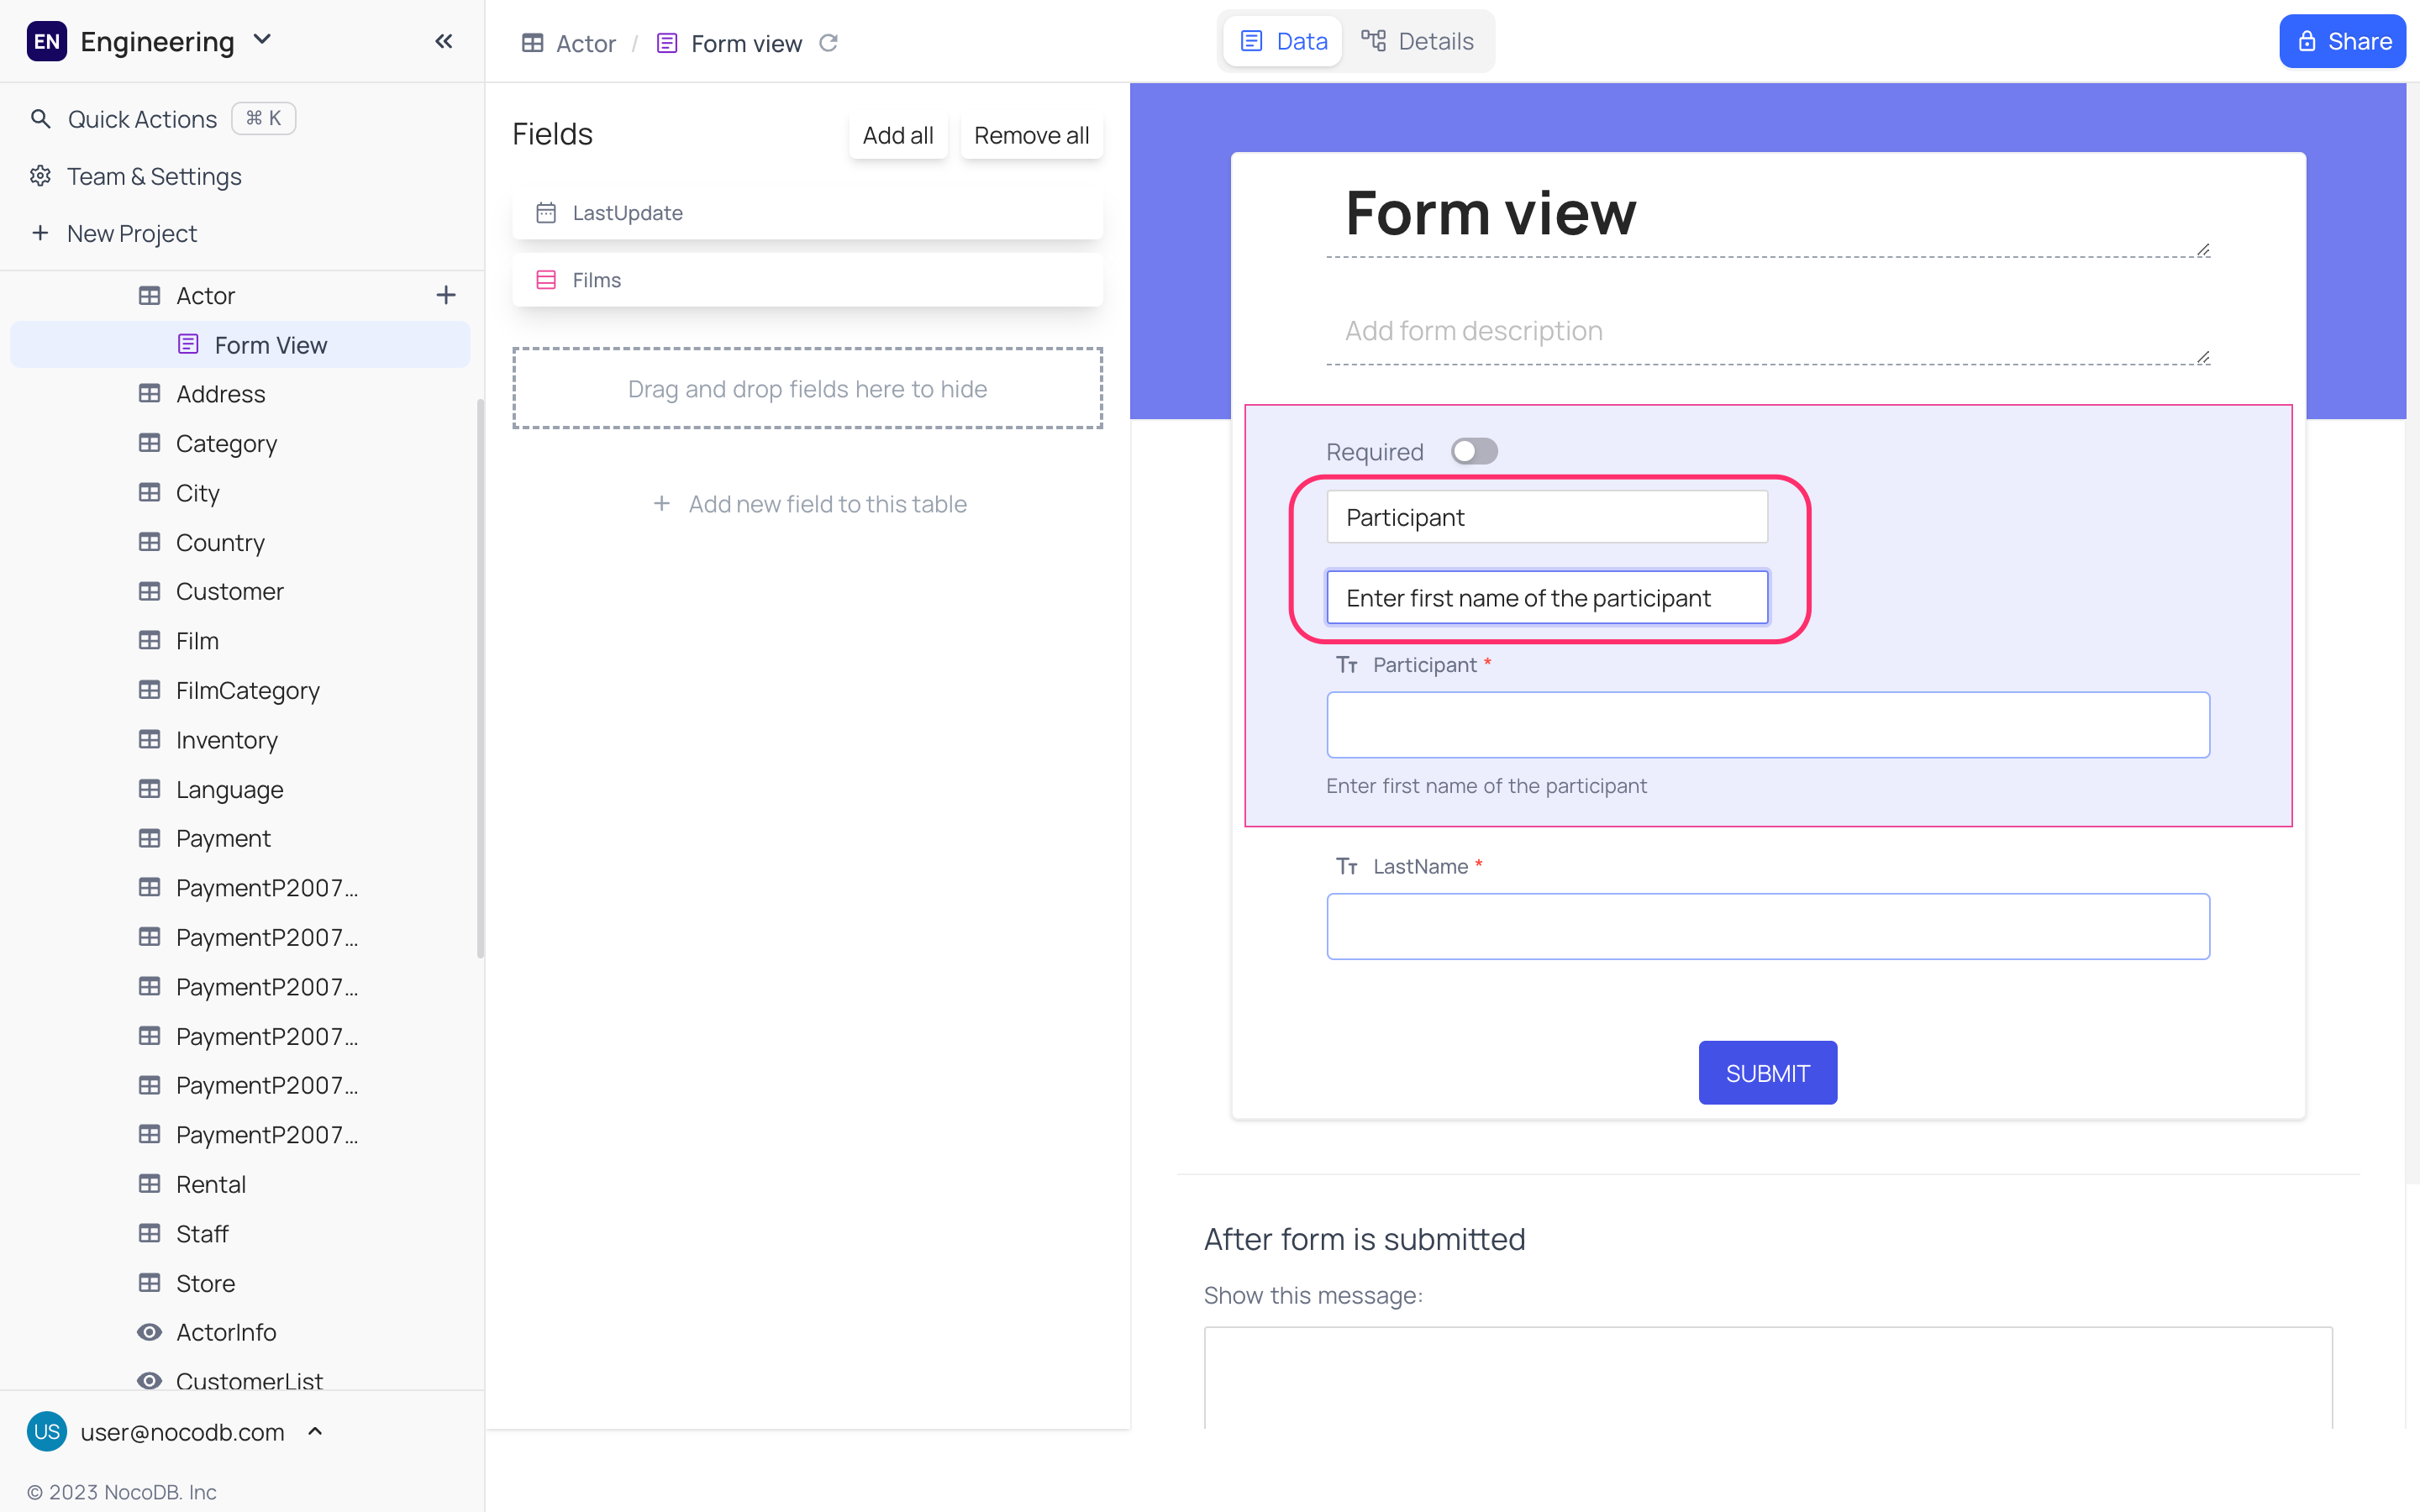 EN Engineering
Quick Actions ⌘ K
Team & Settings
+ New Project
Actor +
Form View
Address
Category
City
Country
Customer
Film
FilmCategory
Inventory
Language
Payment
PaymentP2007...
PaymentP2007...
PaymentP2007...
PaymentP2007...
PaymentP2007...
PaymentP2007...
Rental
Staff
Store
ActorInfo
CustomerList
US user@nocodb.com
© 2023 NocoDB. Inc
Actor / Form view
Data Details
Share
Fields Add all Remove all
LastUpdate
Films
Drag and drop fields here to hide
+ Add new field to this table
Form view
Add form description
Required
Participant
Enter first name of the participant
Tт Participant *
Enter first name of the participant
Tт LastName *
SUBMIT
After form is submitted
Show this message: